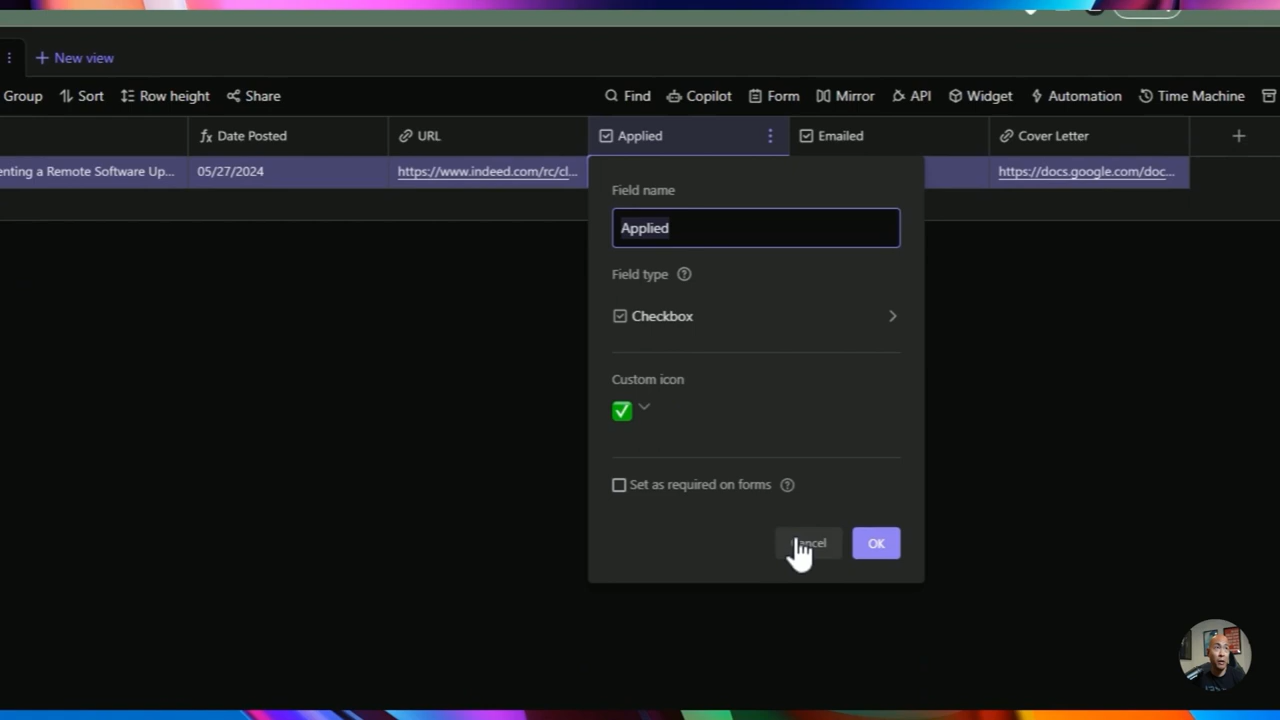 New view
Group Sort Row height Share Find Copilot Form Mirror API Widget Automation Time Machine
Date Posted URL Applied Emailed Cover Letter
enting a Remote Software Up... 05/27/2024 https://www.indeed.com/rc/cl... https://docs.google.com/doc...
Field name
Applied
Field type
Checkbox
Custom icon
Set as required on forms
Cancel OK